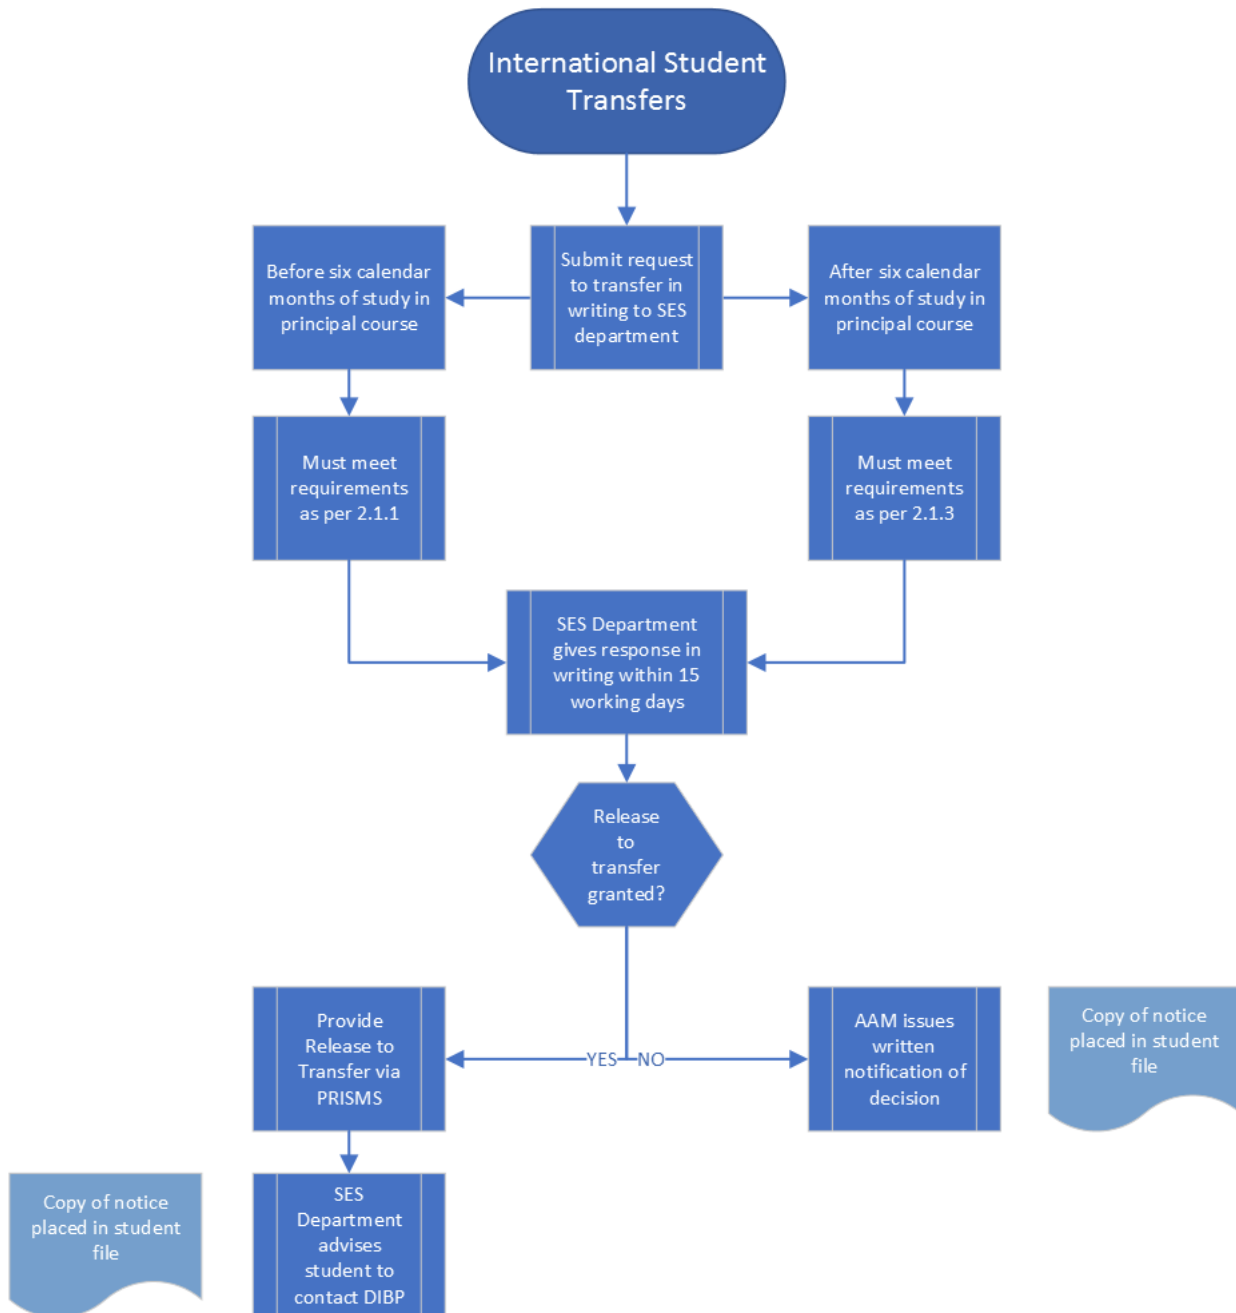 International Student
Transfers
Before six calendar
months of study in
principal course
Submit request
to transfer in
writing to SES
department
After six calendar
months of study in
principal course
Must meet
requirements
as per 2.1.1
Must meet
requirements
as per 2.1.3
SES Department
gives response in
writing within 15
working days
Release
to
transfer
granted?
YES
NO
Provide
Release to
Transfer via
PRISMS
AAM issues
written
notification of
decision
Copy of notice
placed in student
file
Copy of notice
placed in student
file
SES
Department
advises
student to
contact DIBP